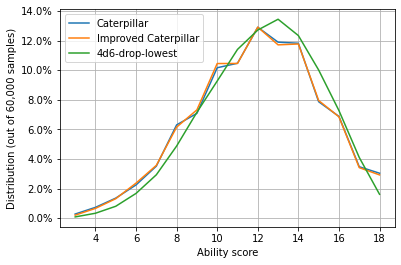 Caterpillar
Improved Caterpillar
4d6-drop-lowest
Distribution (out of 60,000 samples)
14.0%
12.0%
10.0%
8.0%
6.0%
4.0%
2.0%
0.0%
4 6 8 10 12 14 16 18
Ability score